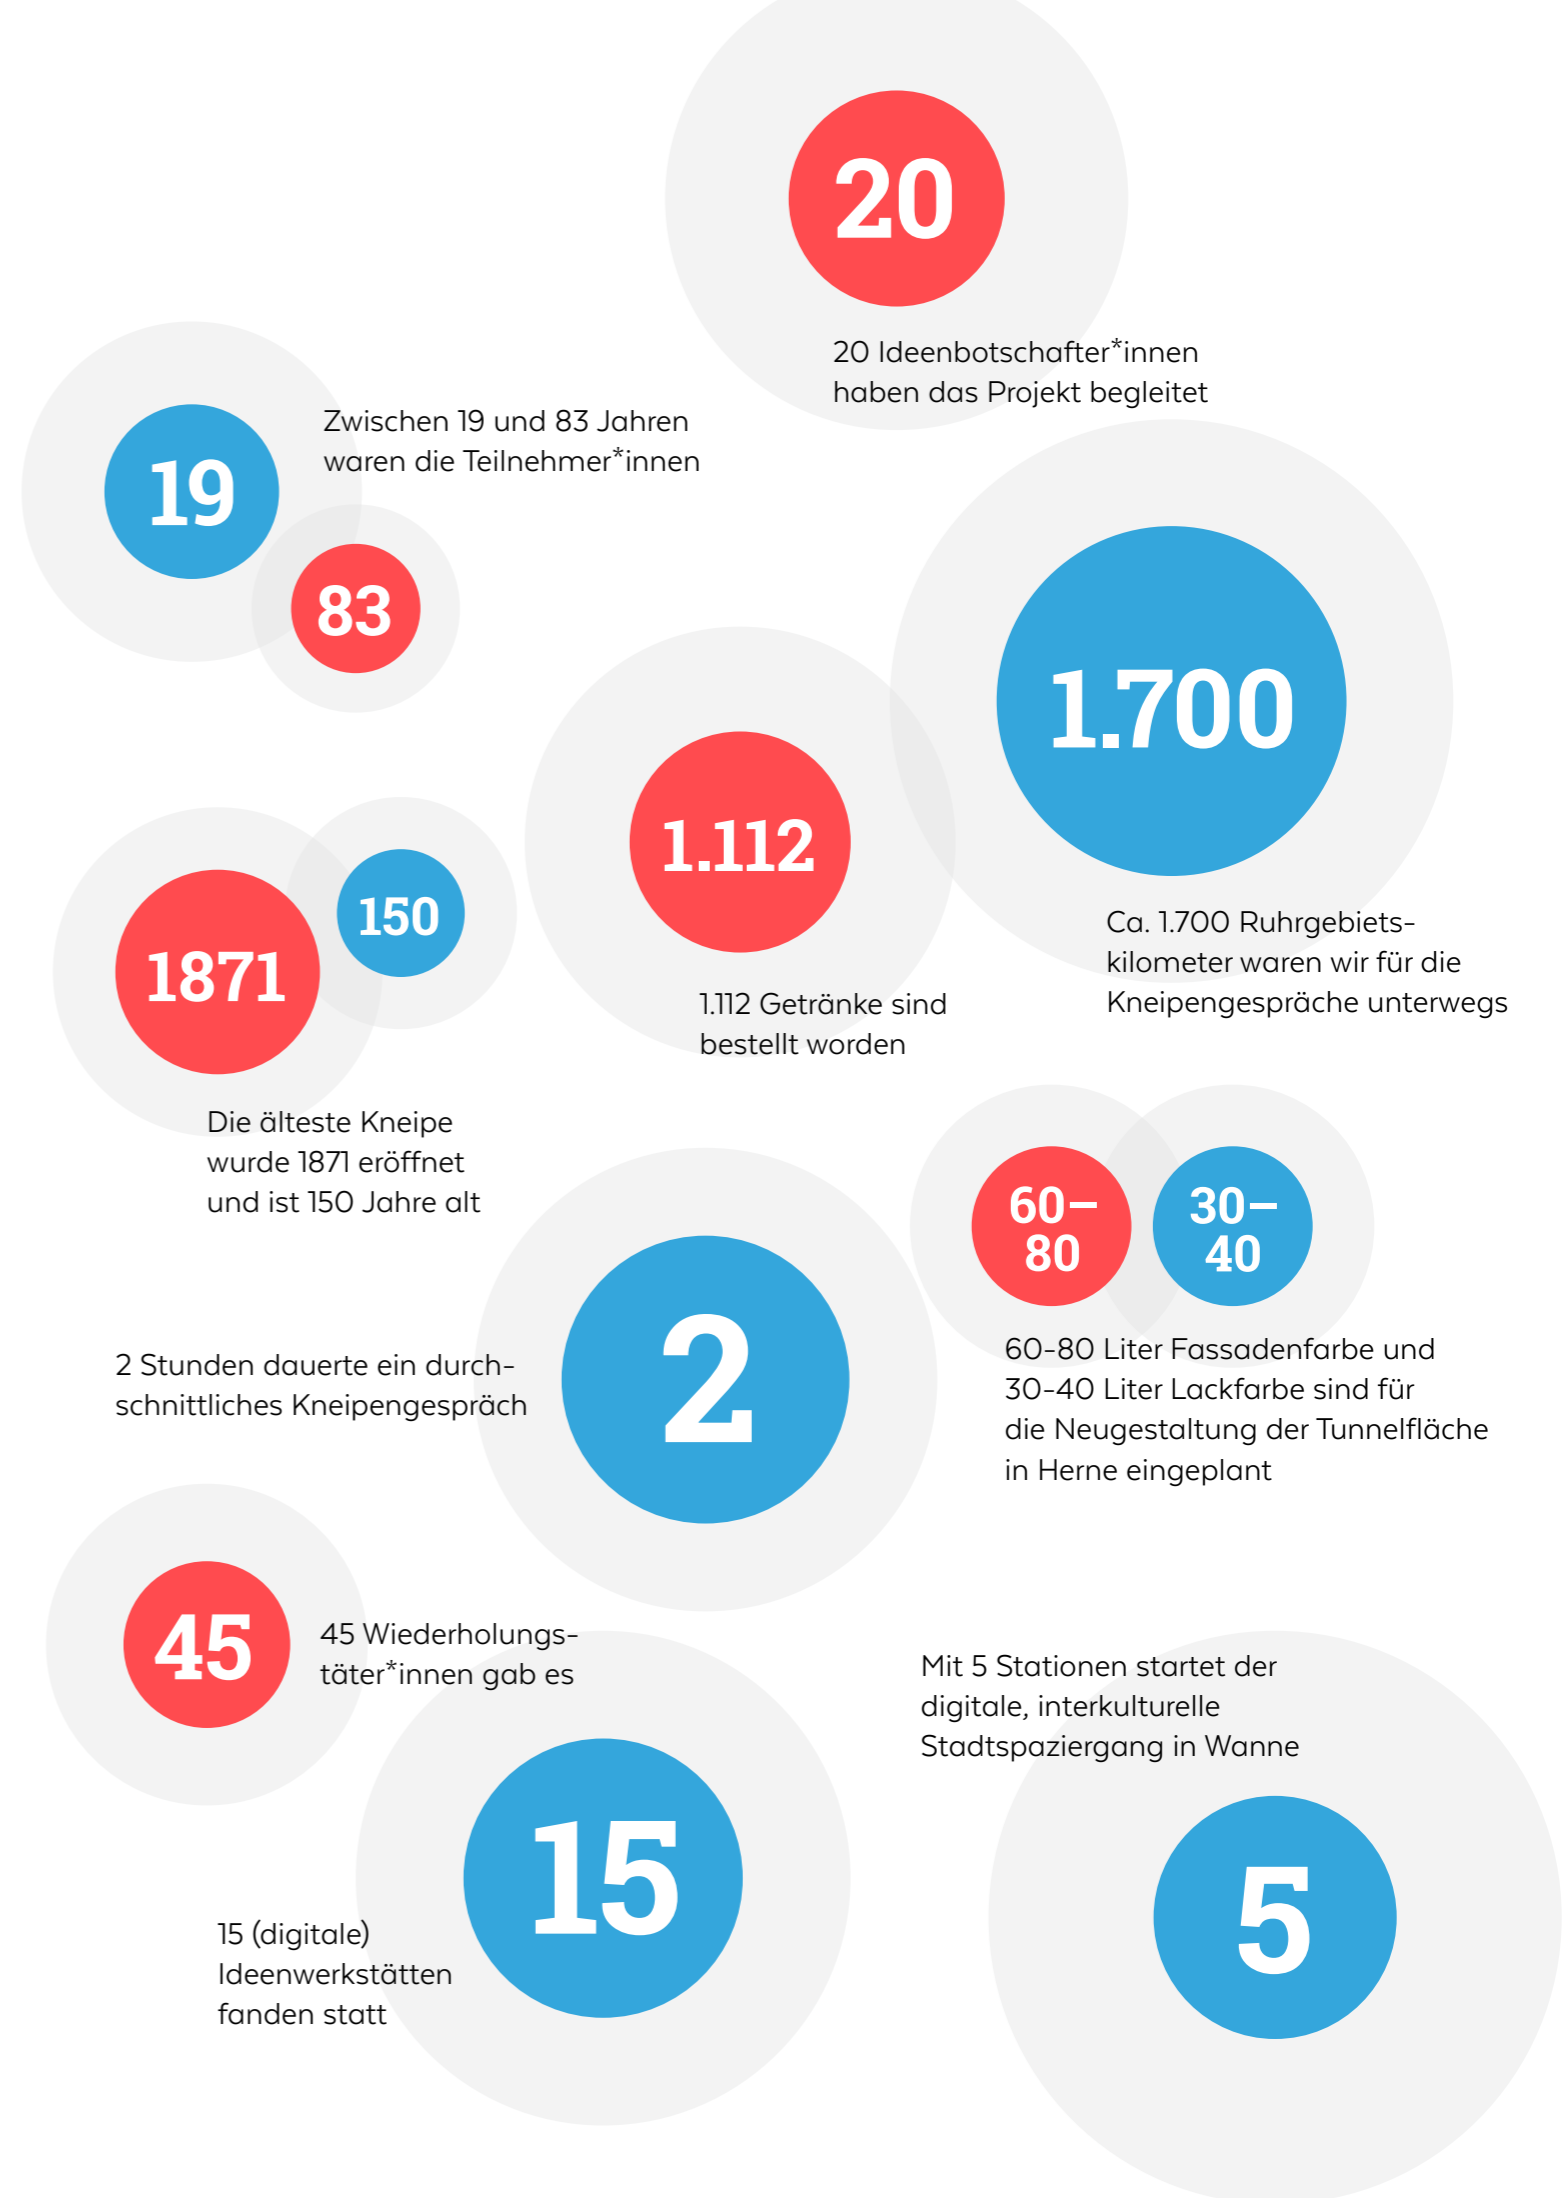 20
20 Ideenbotschafter*innen
haben das Projekt begleitet
19
83
Zwischen 19 und 83 Jahren
waren die Teilnehmer*innen
1.700
Ca. 1.700 Ruhrgebiets-
kilometer waren wir für die
Kneipengespräche unterwegs
1.112
1.112 Getränke sind
bestellt worden
1871
150
Die älteste Kneipe
wurde 1871 eröffnet
und ist 150 Jahre alt
60–
80
30–
40
60-80 Liter Fassadenfarbe und
30-40 Liter Lackfarbe sind für
die Neugestaltung der Tunnelfläche
in Herne eingeplant
2
2 Stunden dauerte ein durch-
schnittliches Kneipengespräch
45
45 Wiederholungs-
täter*innen gab es
Mit 5 Stationen startet der
digitale, interkulturelle
Stadtspaziergang in Wanne
5
15
15 (digitale)
Ideenwerkstätten
fanden statt